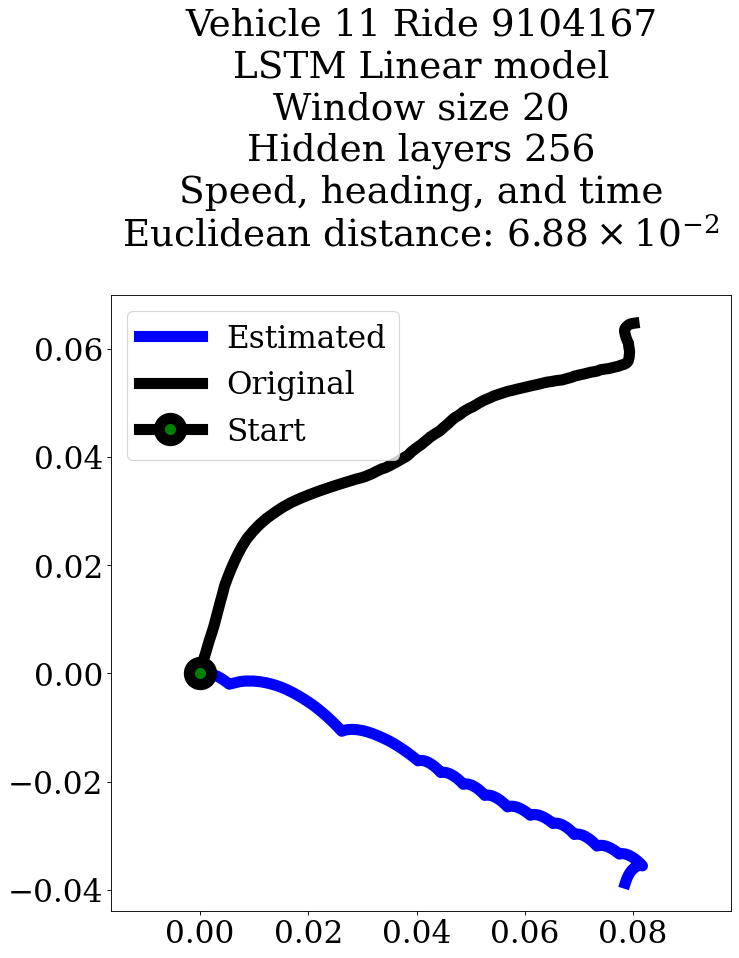 Vehicle 11 Ride 9104167
LSTM Linear model
Window size 20
Hidden layers 256
Speed, heading, and time
Euclidean distance: 6.88 × 10⁻²
Estimated
Original
Start
0.06
0.04
0.02
0.00
−0.02
−0.04
0.00 0.02 0.04 0.06 0.08